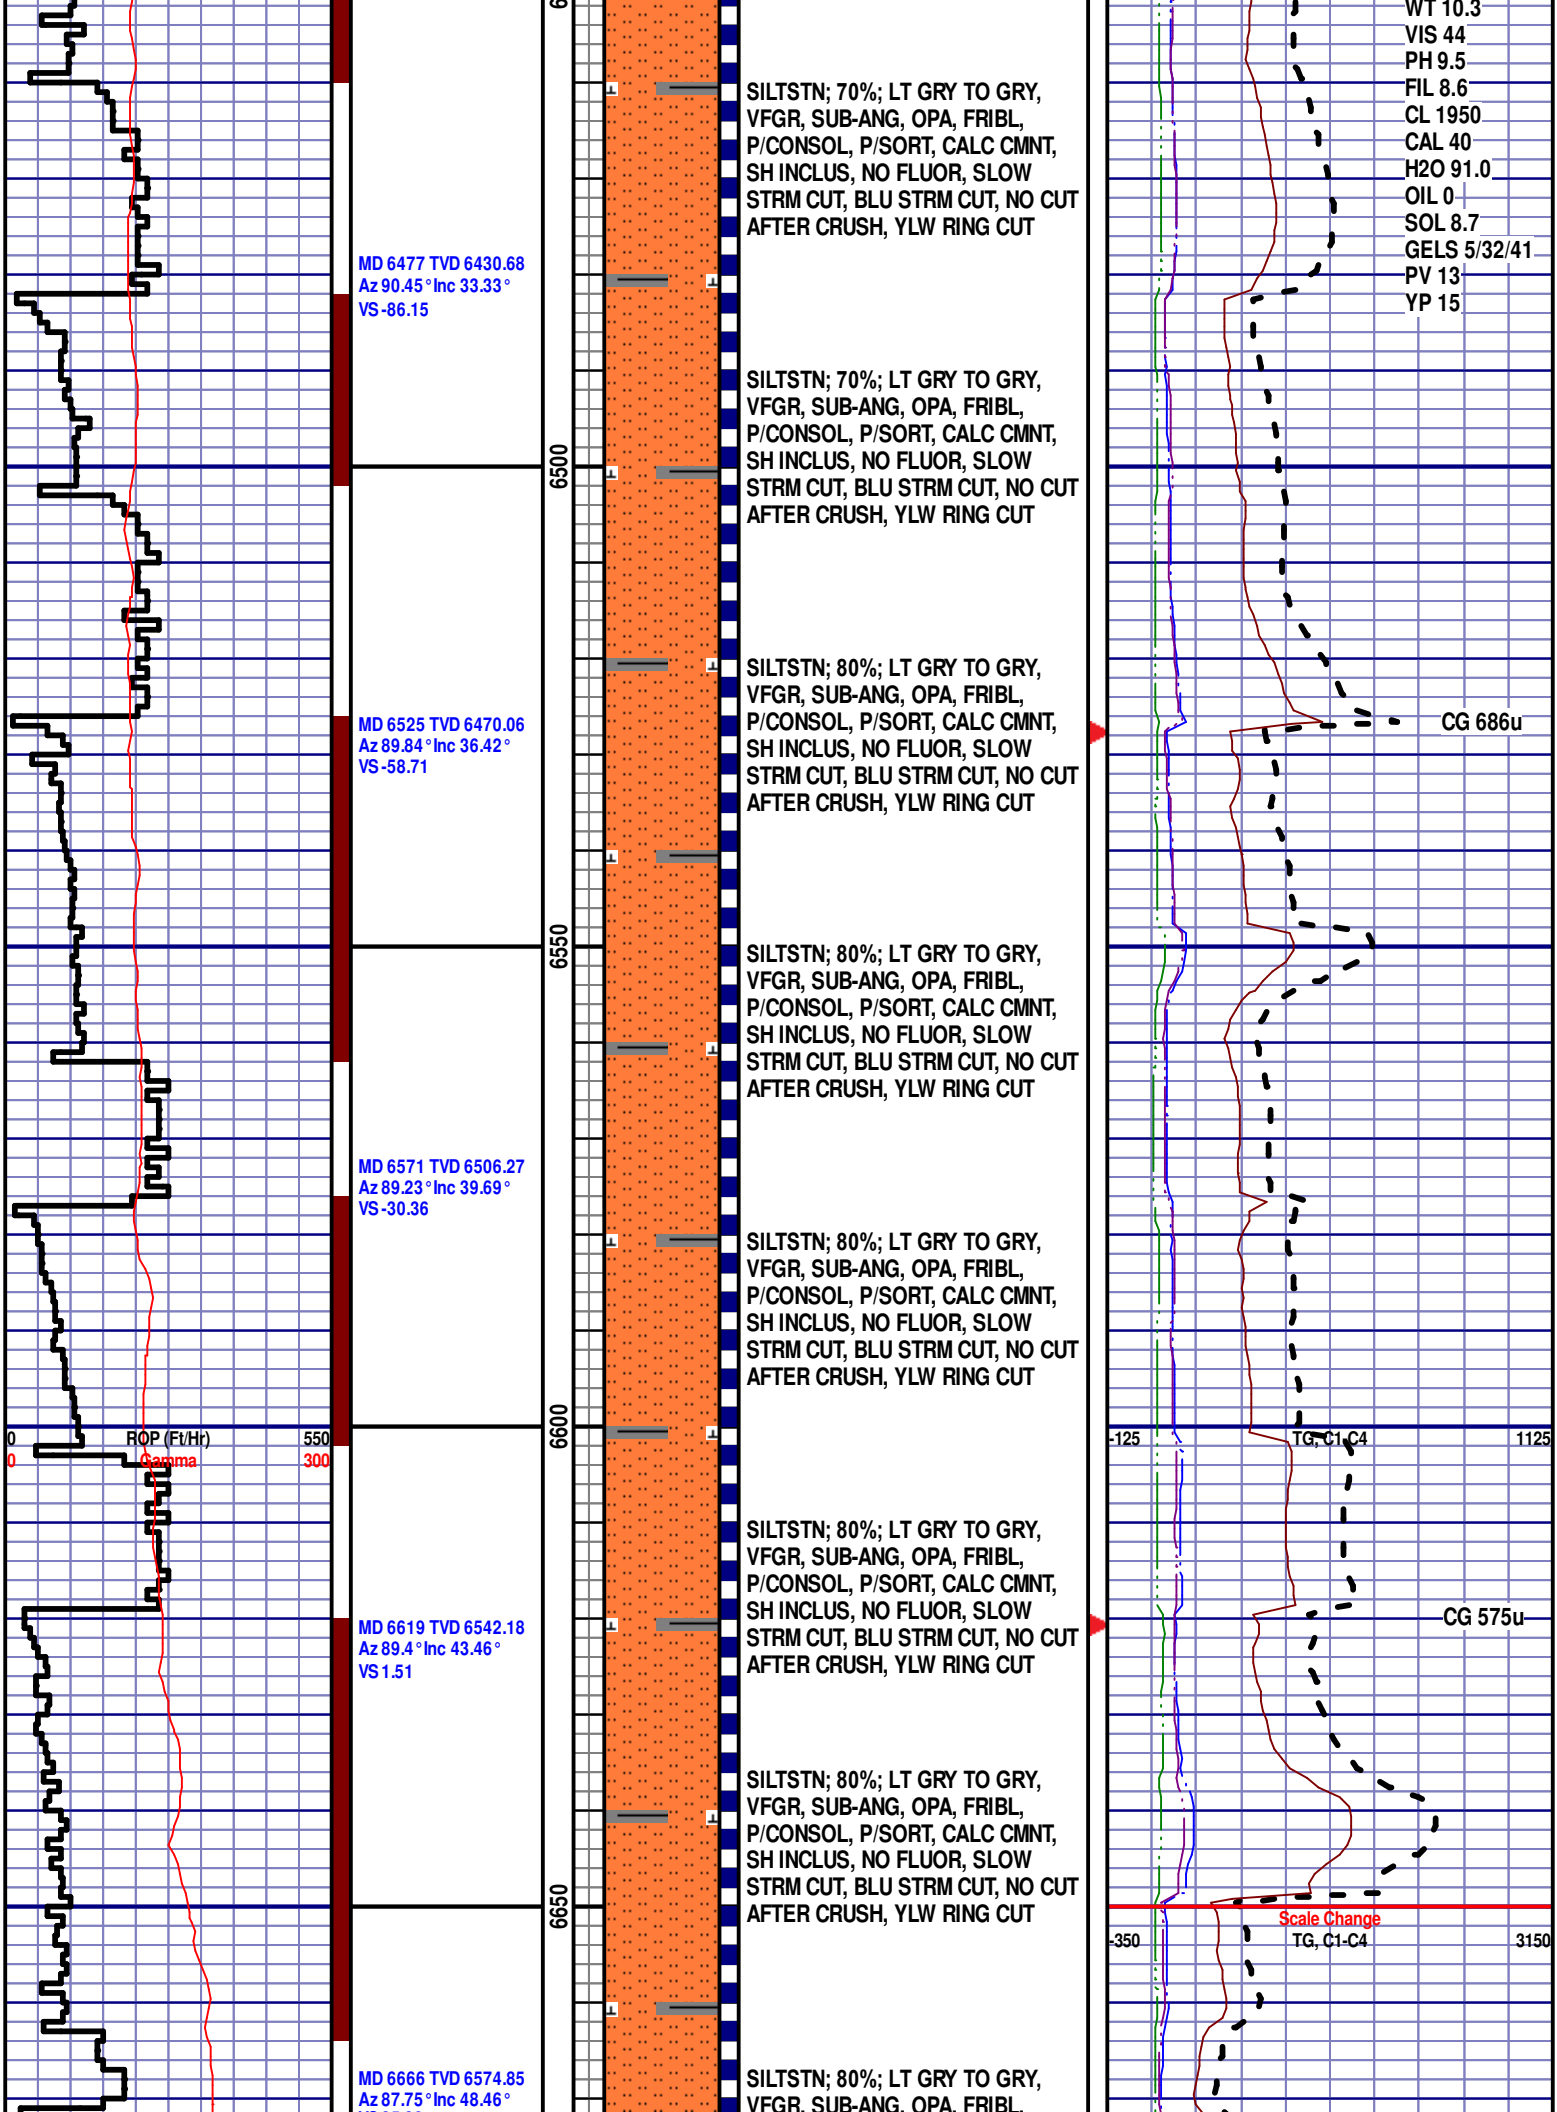 WT 10.3
VIS 44
PH 9.5
FIL 8.6
CL 1950
CAL 40
H2O 91.0
OIL 0
SOL 8.7
GELS 5/32/41
PV 13
YP 15
SILTSTN; 70%; LT GRY TO GRY,
VFGR, SUB-ANG, OPA, FRIBL,
P/CONSOL, P/SORT, CALC CMNT,
SH INCLUS, NO FLUOR, SLOW
STRM CUT, BLU STRM CUT, NO CUT
AFTER CRUSH, YLW RING CUT
MD 6477 TVD 6430.68
Az 90.45° Inc 33.33°
VS -86.15
SILTSTN; 70%; LT GRY TO GRY,
VFGR, SUB-ANG, OPA, FRIBL,
P/CONSOL, P/SORT, CALC CMNT,
SH INCLUS, NO FLUOR, SLOW
STRM CUT, BLU STRM CUT, NO CUT
AFTER CRUSH, YLW RING CUT
6500
SILTSTN; 80%; LT GRY TO GRY,
VFGR, SUB-ANG, OPA, FRIBL,
P/CONSOL, P/SORT, CALC CMNT,
SH INCLUS, NO FLUOR, SLOW
STRM CUT, BLU STRM CUT, NO CUT
AFTER CRUSH, YLW RING CUT
MD 6525 TVD 6470.06
Az 89.84° Inc 36.42°
VS -58.71
CG 686u
6550
SILTSTN; 80%; LT GRY TO GRY,
VFGR, SUB-ANG, OPA, FRIBL,
P/CONSOL, P/SORT, CALC CMNT,
SH INCLUS, NO FLUOR, SLOW
STRM CUT, BLU STRM CUT, NO CUT
AFTER CRUSH, YLW RING CUT
MD 6571 TVD 6506.27
Az 89.23° Inc 39.69°
VS -30.36
SILTSTN; 80%; LT GRY TO GRY,
VFGR, SUB-ANG, OPA, FRIBL,
P/CONSOL, P/SORT, CALC CMNT,
SH INCLUS, NO FLUOR, SLOW
STRM CUT, BLU STRM CUT, NO CUT
AFTER CRUSH, YLW RING CUT
6600
0 ROP (Ft/Hr) 550
0 Gamma 300
-125 TG, C1-C4 1125
SILTSTN; 80%; LT GRY TO GRY,
VFGR, SUB-ANG, OPA, FRIBL,
P/CONSOL, P/SORT, CALC CMNT,
SH INCLUS, NO FLUOR, SLOW
STRM CUT, BLU STRM CUT, NO CUT
AFTER CRUSH, YLW RING CUT
MD 6619 TVD 6542.18
Az 89.4° Inc 43.46°
VS 1.51
CG 575u
SILTSTN; 80%; LT GRY TO GRY,
VFGR, SUB-ANG, OPA, FRIBL,
P/CONSOL, P/SORT, CALC CMNT,
SH INCLUS, NO FLUOR, SLOW
STRM CUT, BLU STRM CUT, NO CUT
AFTER CRUSH, YLW RING CUT
6650
Scale Change
-350 TG, C1-C4 3150
MD 6666 TVD 6574.85
Az 87.75° Inc 48.46°
SILTSTN; 80%; LT GRY TO GRY,
VFGR, SUB-ANG, OPA, FRIBL,